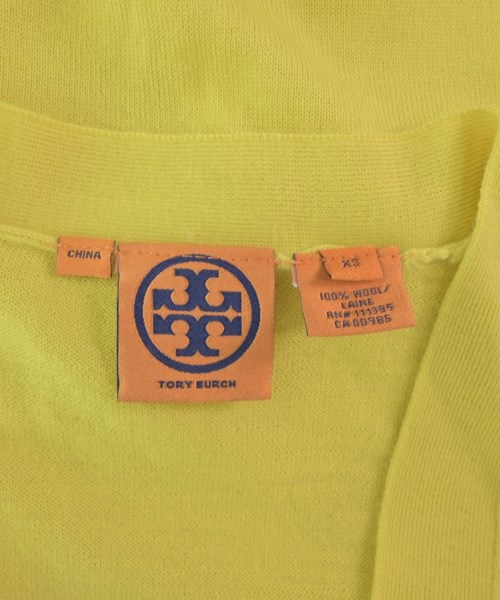 CHINA
TORY BURCH
XS
100% WOOL/
LAINE
RN# 111395
CA 00985